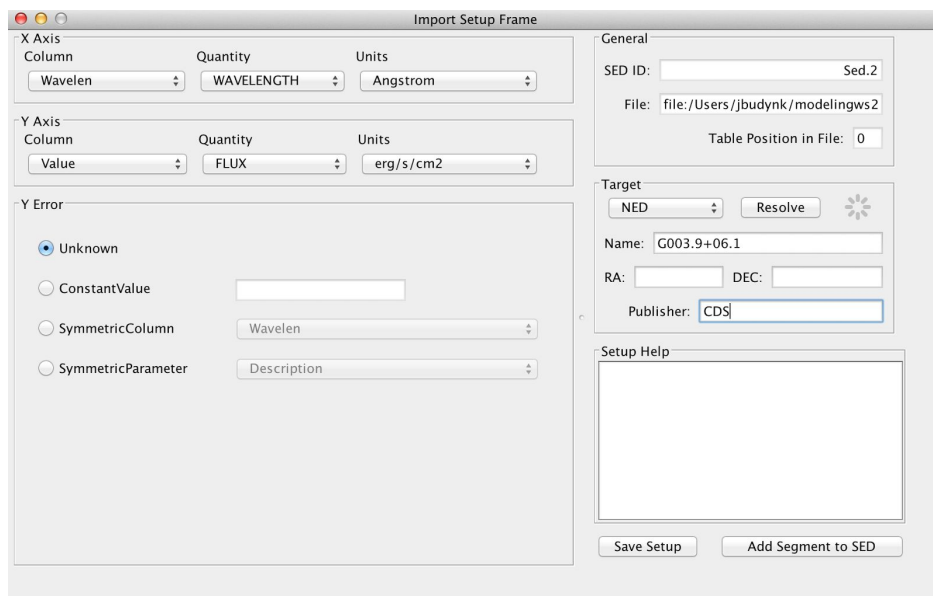 Import Setup Frame
X Axis
Column Quantity Units
Wavelen WAVELENGTH Angstrom
Y Axis
Column Quantity Units
Value FLUX erg/s/cm2
Y Error
Unknown
ConstantValue
SymmetricColumn Wavelen
SymmetricParameter Description
General
SED ID: Sed.2
File: file:/Users/jbudynk/modelingws2
Table Position in File: 0
Target
NED Resolve
Name: G003.9+06.1
RA: DEC:
Publisher: CDS
Setup Help
Save Setup Add Segment to SED